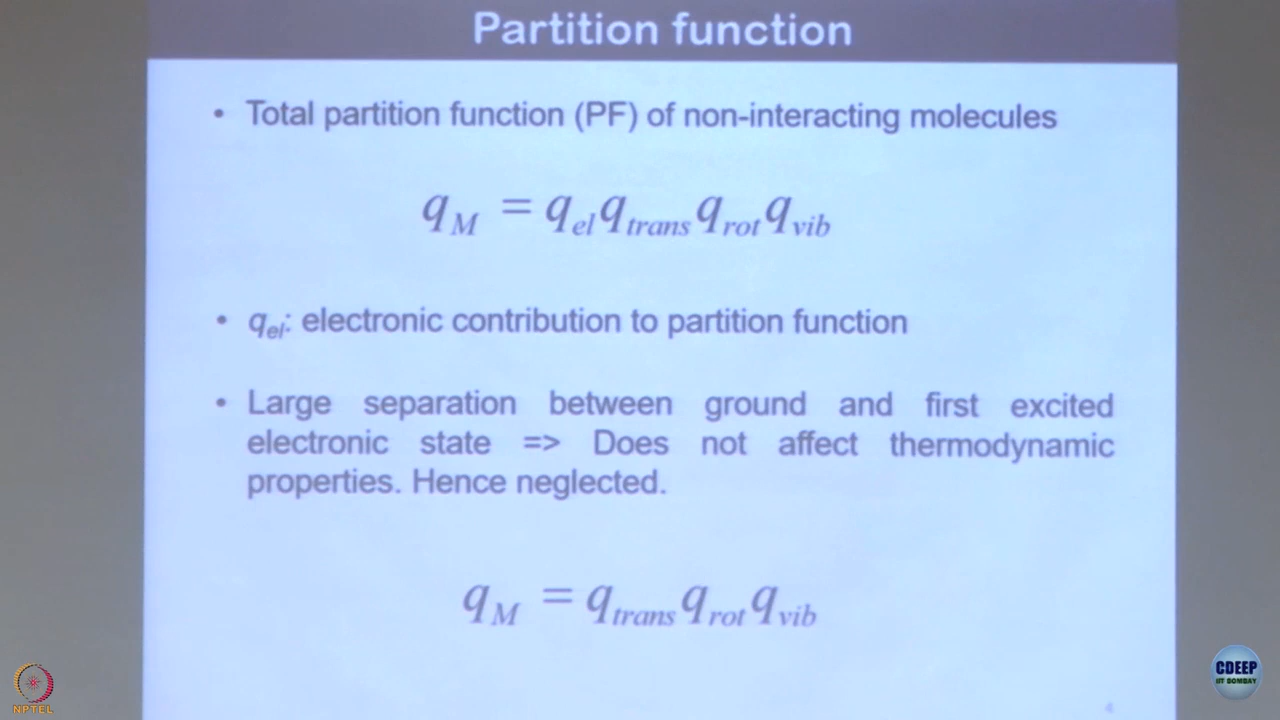 Partition function
• Total partition function (PF) of non-interacting molecules
q_M = q_el q_trans q_rot q_vib
• q_el: electronic contribution to partition function
• Large separation between ground and first excited
electronic state => Does not affect thermodynamic
properties. Hence neglected.
q_M = q_trans q_rot q_vib
NPTEL
CDEEP
IIT BOMBAY
4